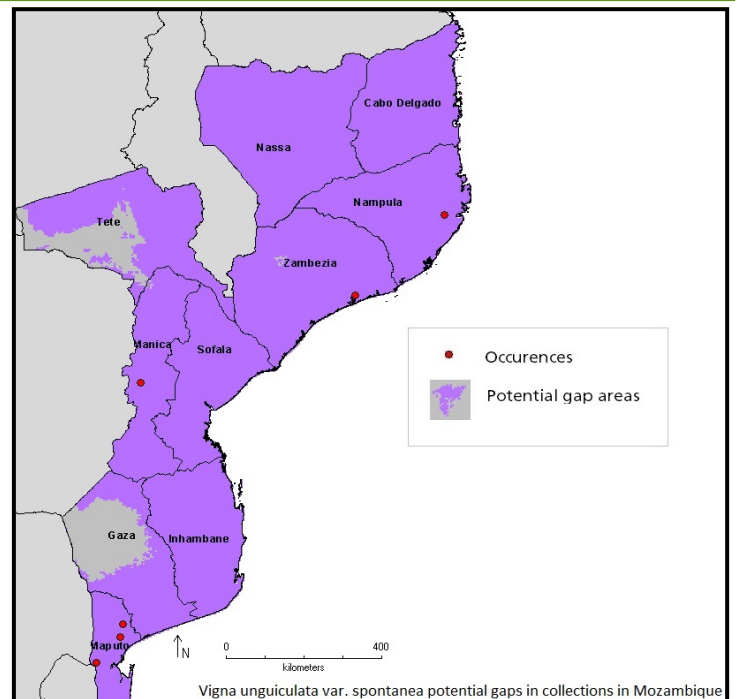 Cabo Delgado
Nassa
Nampula
Tete
Zambezia
Manica
Sofala
Occurences
Potential gap areas
Gaza
Inhambane
Maputo
N
0 400
kilometers
Vigna unguiculata var. spontanea potential gaps in collections in Mozambique